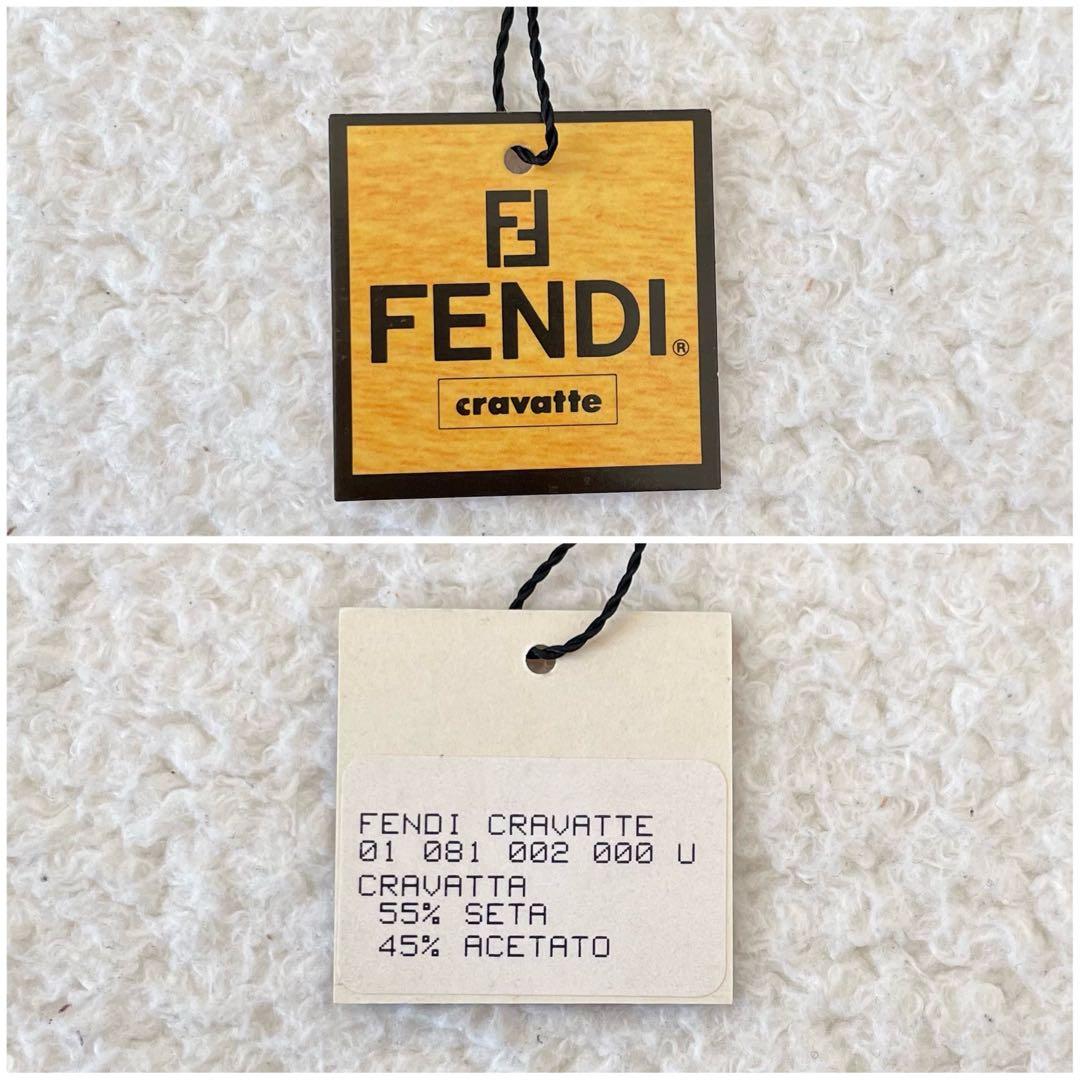 FENDI®
cravatte
FENDI CRAVATTE
01 081 002 000 U
CRAVATTA
55% SETA
45% ACETATO